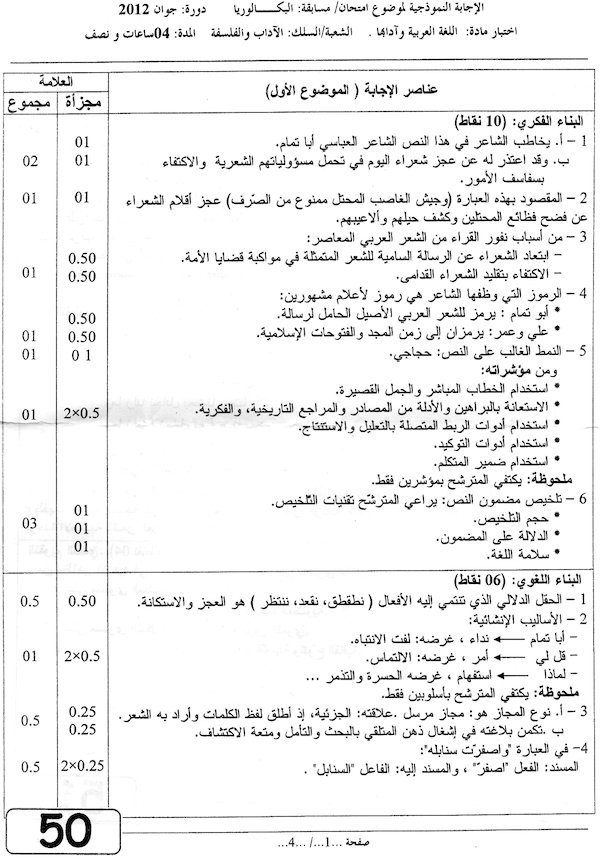 الإجابة النموذجية لموضوع امتحان/ مسابقة: البكـــــالوريا دورة: جوان 2012
اختبار مادة: اللغة العربية وآدابها . الشعبة/السلك: الآداب والفلسفة المدة: 04ساعات و نصف
العلامة
عناصر الإجابة ( الموضوع الأول)
مجزأة مجموع
البناء الفكري: (10 نقاط)
1 – أ. يخاطب الشاعر في هذا النص الشاعر العباسي أبا تمام. 01
ب. وقد اعتذر له عن عجز شعراء اليوم في تحمل مسؤولياتهم الشعرية والاكتفاء 01 02
بسفاسف الأمور.
2 – المقصود بهذه العبارة (وجيش الغاصب المحتل ممنوع من الصّرف) عجز أقلام الشعراء 01 01
عن فضح فظائع المحتلين وكشف حيلهم وألاعيبهم.
3 – من أسباب نفور القراء من الشعر العربي المعاصر:
– ابتعاد الشعراء عن الرسالة السامية للشعر المتمثلة في مواكبة قضايا الأمة. 0.50
– الاكتفاء بتقليد الشعراء القدامى. 0.50 01
4 – الرموز التي وظفها الشاعر هي رموز لأعلام مشهورين:
* أبو تمام : يرمز للشعر العربي الأصيل الحامل لرسالة. 0.50
* علي وعمر: يرمزان إلى زمن المجد والفتوحات الإسلامية. 0.50 01
5 – النمط الغالب على النص: حجاجي. 0 1 01
ومن مؤشراته:
* استخدام الخطاب المباشر والجمل القصيرة.
* الاستعانة بالبراهين والأدلة من المصادر والمراجع التاريخية، والفكرية. 2×0.5 01
* استخدام أدوات الربط المتصلة بالتعليل والاستنتاج.
* استخدام أدوات التوكيد.
* استخدام ضمير المتكلم.
ملحوظة: يكتفي المترشح بمؤشرين فقط.
6 – تلخيص مضمون النص: يراعي المترشّح تقنيات التّلخيص.
* حجم التلخيص. 01
* الدلالة على المضمون. 01 03
* سلامة اللغة. 01
البناء اللغوي: (06 نقاط)
1 – الحقل الدلالي الذي تنتمي إليه الأفعال ( نطقطق، نقعد، ننتظر ) هو العجز والاستكانة. 0.50 0.5
2 – الأساليب الإنشائية:
– أبا تمام ← نداء ، غرضه: لفت الانتباه.
– قل لي ← أمر ، غرضه: الالتماس. 2×0.5 01
– لماذا ← استفهام ، غرضه الحسرة والتذمر ...
ملحوظة: يكتفي المترشح بأسلوبين فقط.
3 – أ. نوع المجاز هو: مجاز مرسل .علاقته: الجزئية، إذ أطلق لفظ الكلمات وأراد به الشعر. 0.25 0.5
ب .تكمن بلاغته في إشغال ذهن المتلقي بالبحث والتأمل ومتعة الاكتشاف. 0.25
4– في العبارة "واصفرّت سنابله":
المسند: الفعل "اصفرّ" ، والمسند إليه: الفاعل "السنابل" . 2×0.25 0.5
50
صفحة ...1.../ ...4...